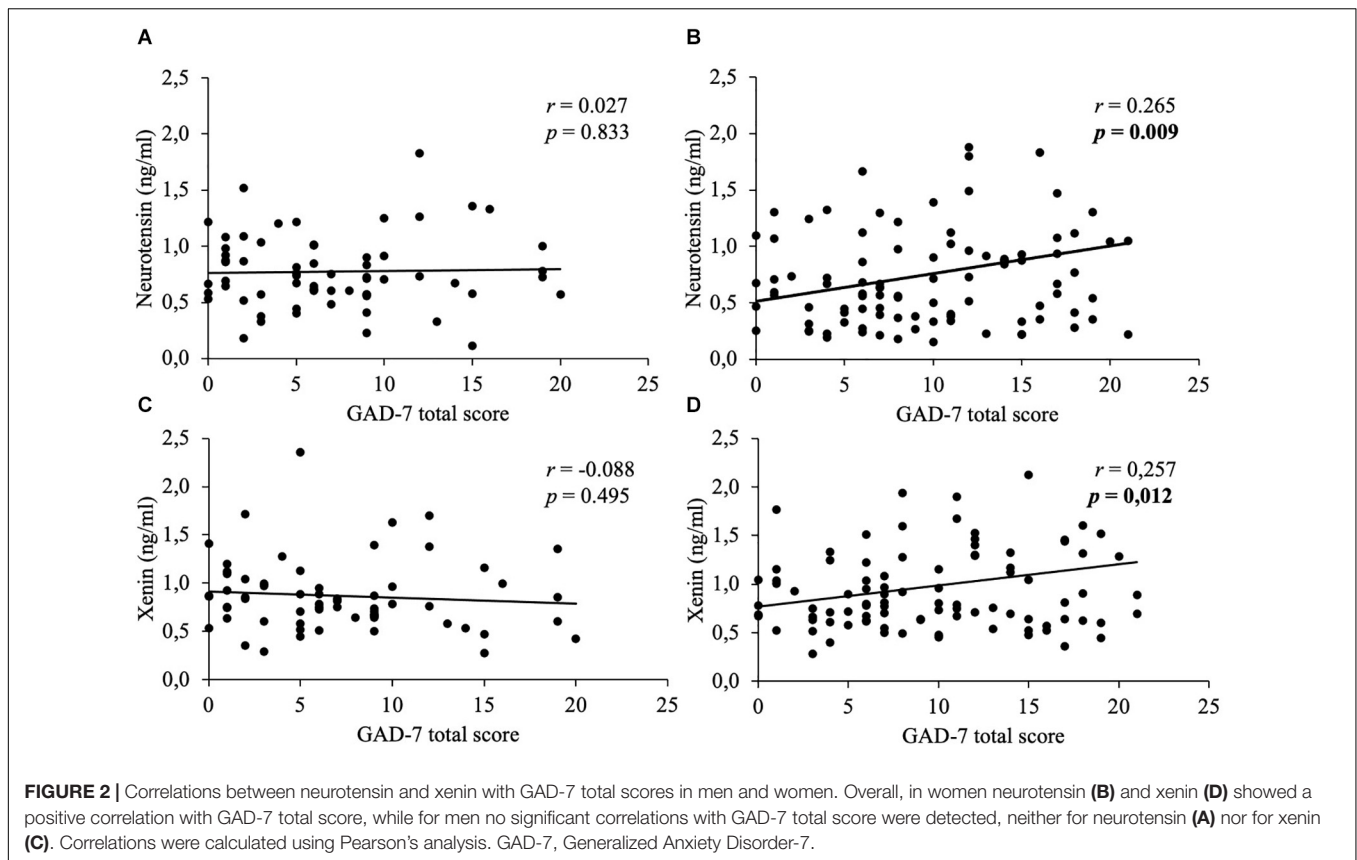 A
2,5
2,0
1,5
1,0
0,5
0,0
Neurotensin (ng/ml)
r = 0.027
p = 0.833
0 5 10 15 20 25
GAD-7 total score
B
2,5
2,0
1,5
1,0
0,5
0,0
Neurotensin (ng/ml)
r = 0.265
p = 0.009
0 5 10 15 20 25
GAD-7 total score
C
2,5
2,0
1,5
1,0
0,5
0,0
Xenin (ng/ml)
r = -0.088
p = 0.495
0 5 10 15 20 25
GAD-7 total score
D
2,5
2,0
1,5
1,0
0,5
0,0
Xenin (ng/ml)
r = 0,257
p = 0,012
0 5 10 15 20 25
GAD-7 total score
FIGURE 2 | Correlations between neurotensin and xenin with GAD-7 total scores in men and women. Overall, in women neurotensin (B) and xenin (D) showed a
positive correlation with GAD-7 total score, while for men no significant correlations with GAD-7 total score were detected, neither for neurotensin (A) nor for xenin
(C). Correlations were calculated using Pearson's analysis. GAD-7, Generalized Anxiety Disorder-7.